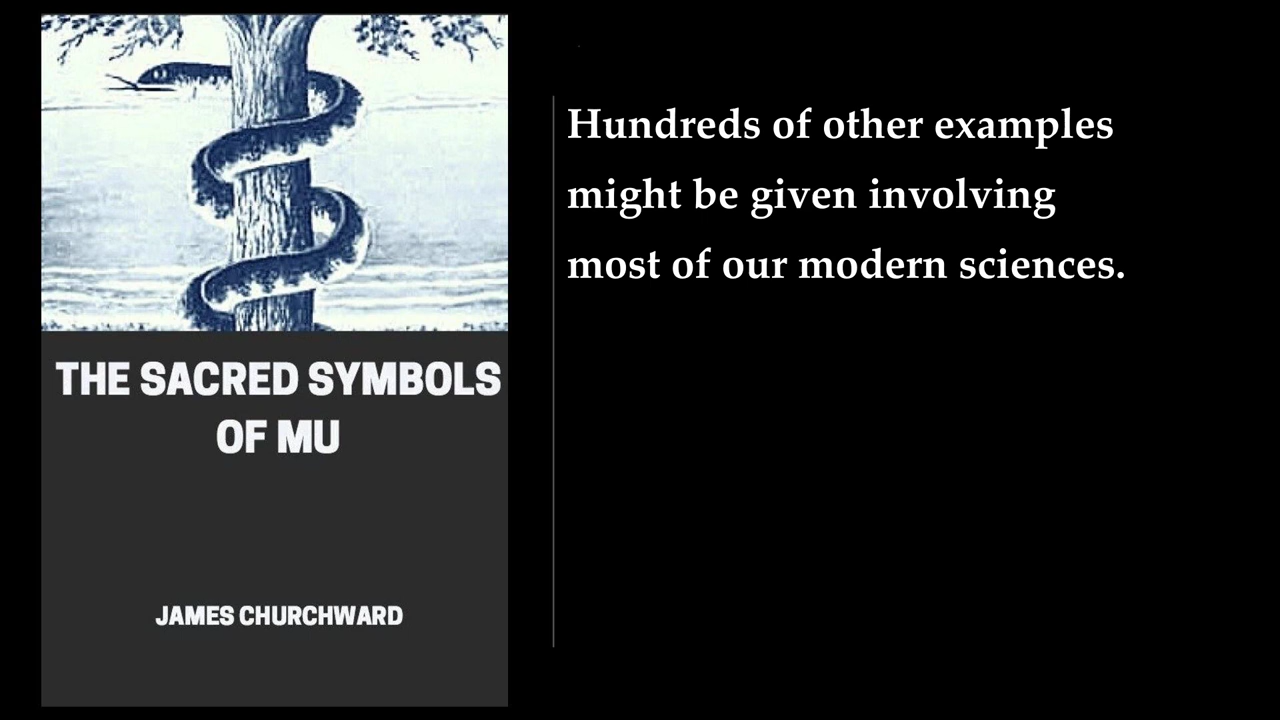 THE SACRED SYMBOLS
OF MU
JAMES CHURCHWARD
Hundreds of other examples
might be given involving
most of our modern sciences.